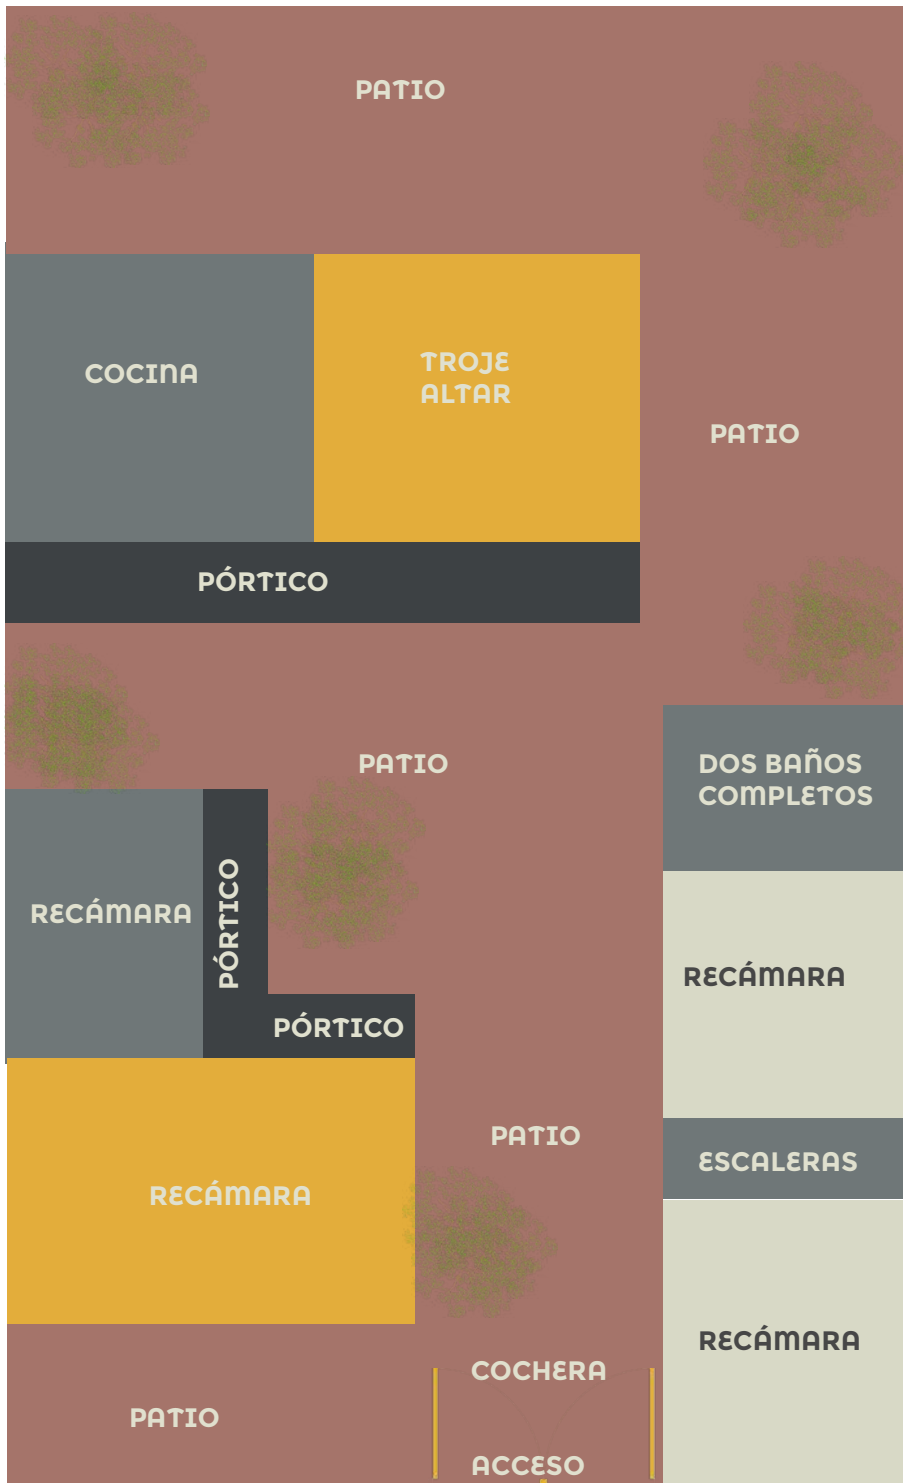 PATIO
COCINA
TROJE
ALTAR
PATIO
PÓRTICO
PATIO
DOS BAÑOS
COMPLETOS
RECÁMARA
PÓRTICO
RECÁMARA
PÓRTICO
PATIO
ESCALERAS
RECÁMARA
RECÁMARA
COCHERA
PATIO
ACCESO